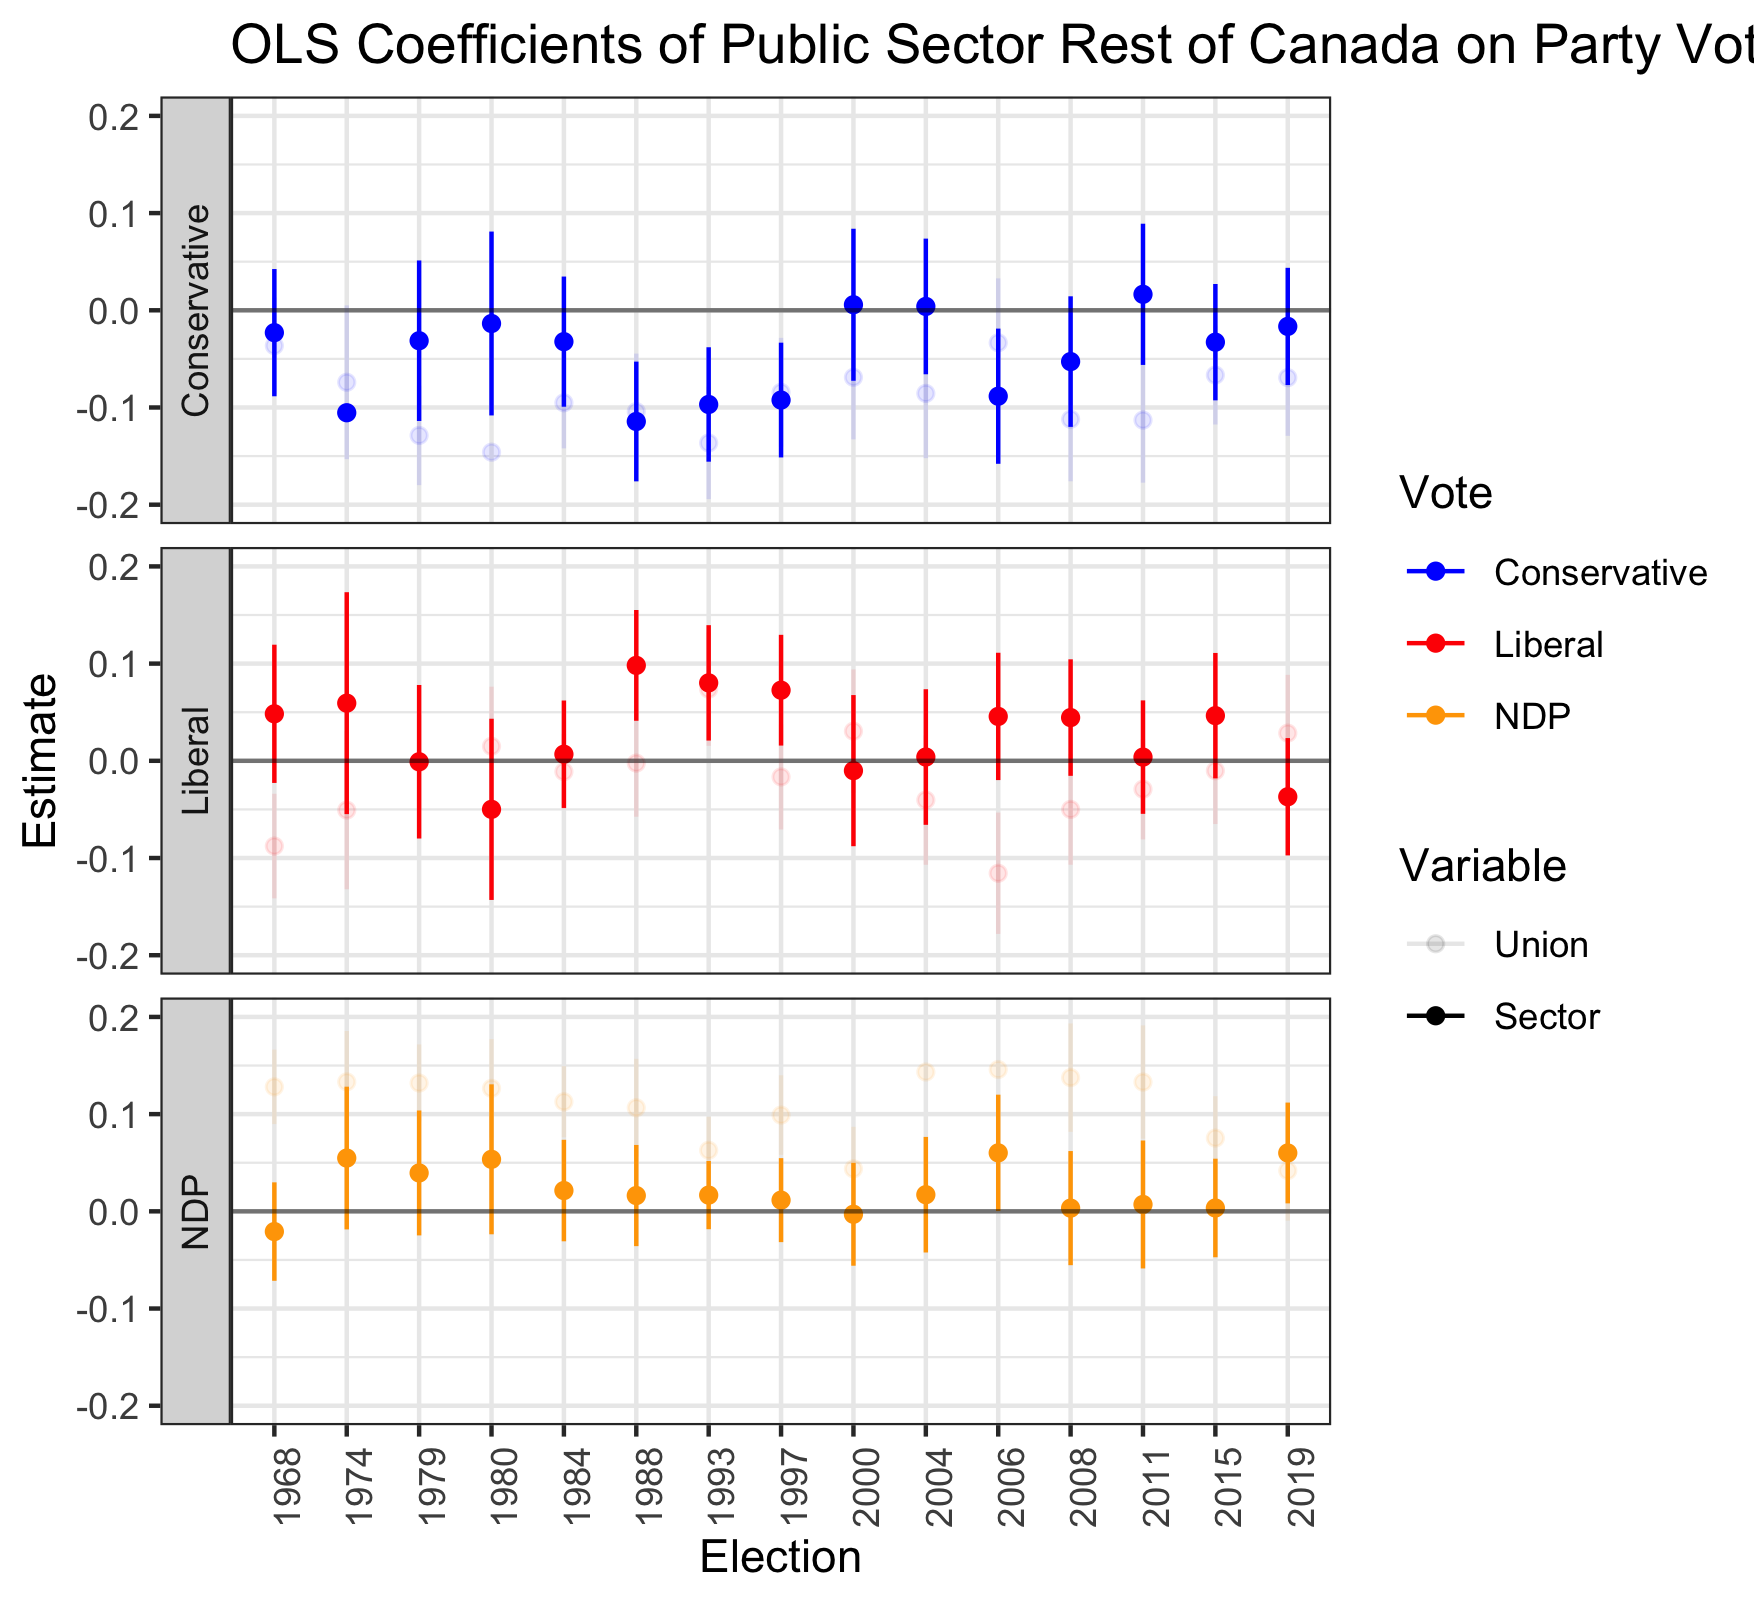 OLS Coefficients of Public Sector Rest of Canada on Party Vot
0.2
0.1
0.0
-0.1
-0.2
Conservative
0.2
0.1
0.0
-0.1
-0.2
Liberal
0.2
0.1
0.0
-0.1
-0.2
NDP
Estimate
1968
1974
1979
1980
1984
1988
1993
1997
2000
2004
2006
2008
2011
2015
2019
Election
Vote
Conservative
Liberal
NDP
Variable
Union
Sector